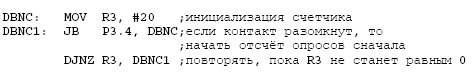 DBNC: MOV R3, #20 ;инициализация счетчика
DBNC1: JB P3.4, DBNC;если контакт разомкнут, то
;начать отсчёт опросов сначала
DJNZ R3, DBNC1 ;повторять, пока R3 не станет равным 0